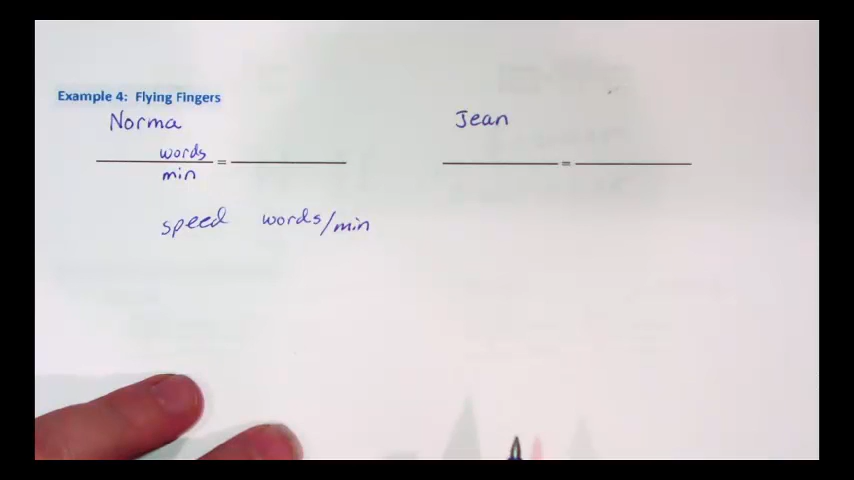 Example 4: Flying Fingers
Norma
words
min
=
speed words/min
Jean
=